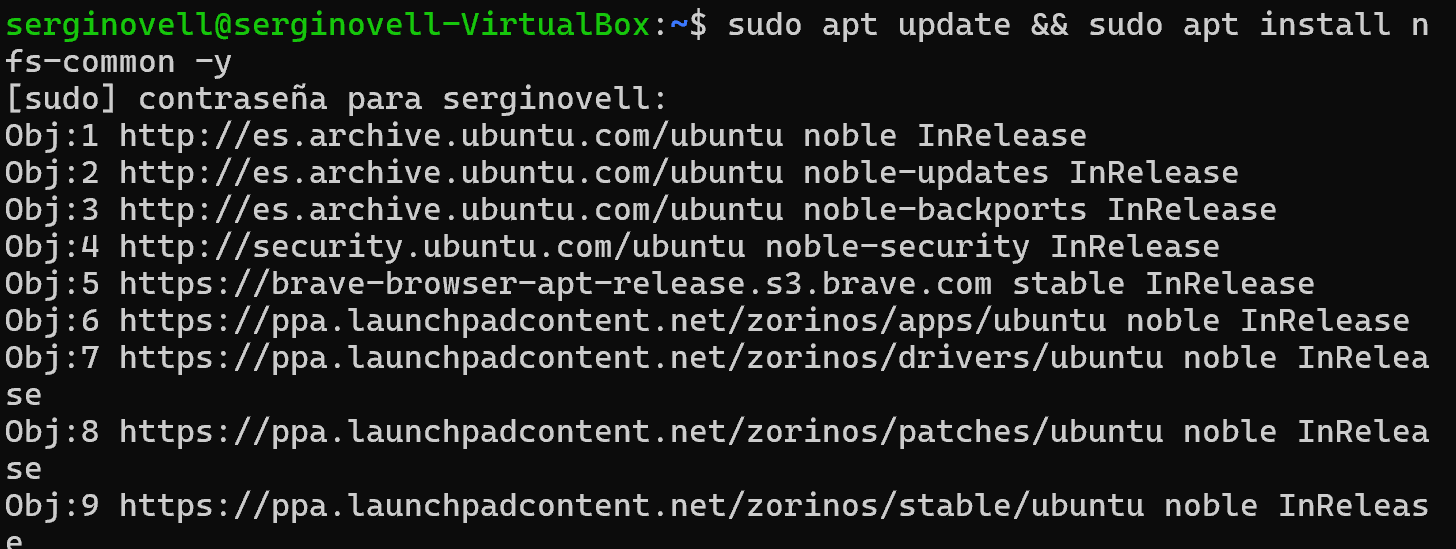 serginovell@serginovell-VirtualBox:~$ sudo apt update && sudo apt install n
fs-common -y
[sudo] contraseña para serginovell:
Obj:1 http://es.archive.ubuntu.com/ubuntu noble InRelease
Obj:2 http://es.archive.ubuntu.com/ubuntu noble-updates InRelease
Obj:3 http://es.archive.ubuntu.com/ubuntu noble-backports InRelease
Obj:4 http://security.ubuntu.com/ubuntu noble-security InRelease
Obj:5 https://brave-browser-apt-release.s3.brave.com stable InRelease
Obj:6 https://ppa.launchpadcontent.net/zorinos/apps/ubuntu noble InRelease
Obj:7 https://ppa.launchpadcontent.net/zorinos/drivers/ubuntu noble InRelea
se
Obj:8 https://ppa.launchpadcontent.net/zorinos/patches/ubuntu noble InRelea
se
Obj:9 https://ppa.launchpadcontent.net/zorinos/stable/ubuntu noble InReleas
e